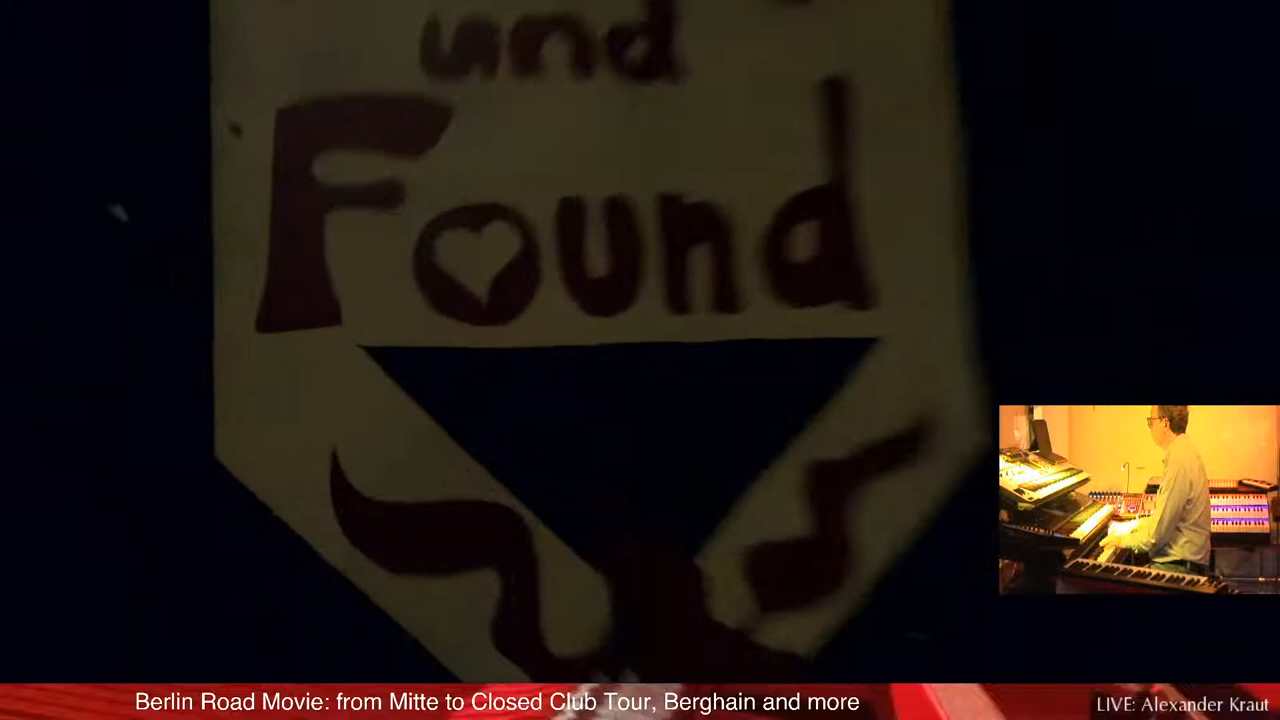 und
Found
Berlin Road Movie: from Mitte to Closed Club Tour, Berghain and more
LIVE: Alexander Kraut